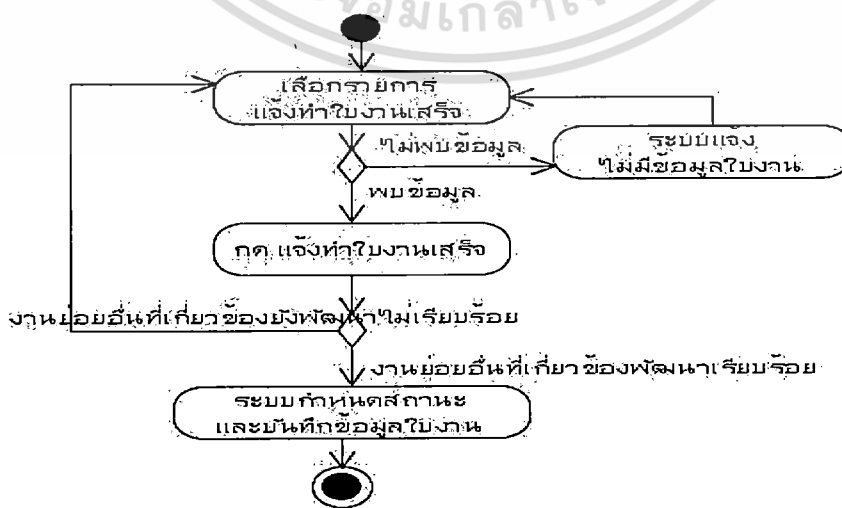 เลือกรายการ
แจ้งทำใบงานเสร็จ
ไม่พบข้อมูล
ระบบแจ้ง
ไม่มีข้อมูลใบงาน
พบข้อมูล
กด แจ้งทำใบงานเสร็จ
งานย่อยอื่นที่เกี่ยวข้องยังพัฒนาไม่เรียบร้อย
งานย่อยอื่นที่เกี่ยวข้องพัฒนาเรียบร้อย
ระบบกำหนดสถานะ
และบันทึกข้อมูลใบงาน